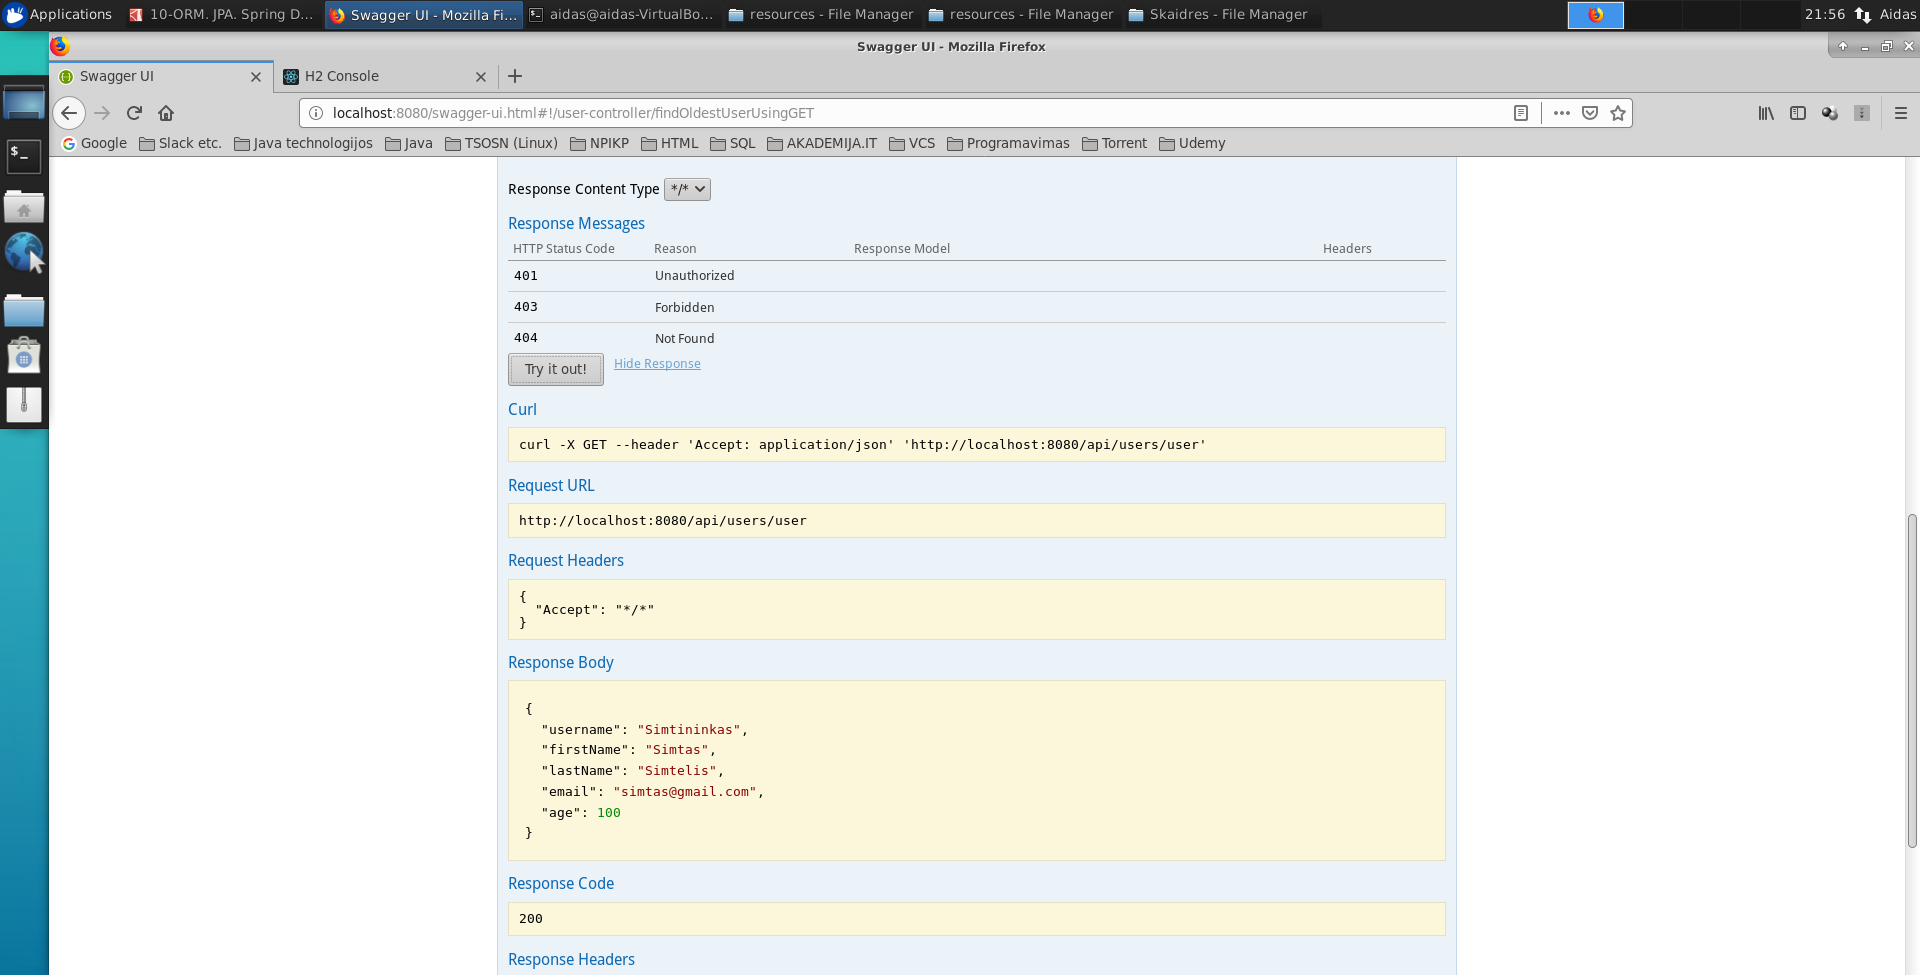 Applications
10-ORM. JPA. Spring D...
Swagger UI - Mozilla Fi...
aidas@aidas-VirtualBo...
resources - File Manager
resources - File Manager
Skaidres - File Manager
21:56
Aidas
Swagger UI - Mozilla Firefox
Swagger UI
H2 Console
localhost:8080/swagger-ui.html#!/user-controller/findOldestUserUsingGET
Google
Slack etc.
Java technologijos
Java
TSOSN (Linux)
NPIKP
HTML
SQL
AKADEMIJA.IT
VCS
Programavimas
Torrent
Udemy
Response Content Type */*
Response Messages
HTTP Status Code Reason Response Model Headers
401 Unauthorized
403 Forbidden
404 Not Found
Try it out! Hide Response
Curl
curl -X GET --header 'Accept: application/json' 'http://localhost:8080/api/users/user'
Request URL
http://localhost:8080/api/users/user
Request Headers
{
"Accept": "*/*"
}
Response Body
{
"username": "Simtininkas",
"firstName": "Simtas",
"lastName": "Simtelis",
"email": "simtas@gmail.com",
"age": 100
}
Response Code
200
Response Headers